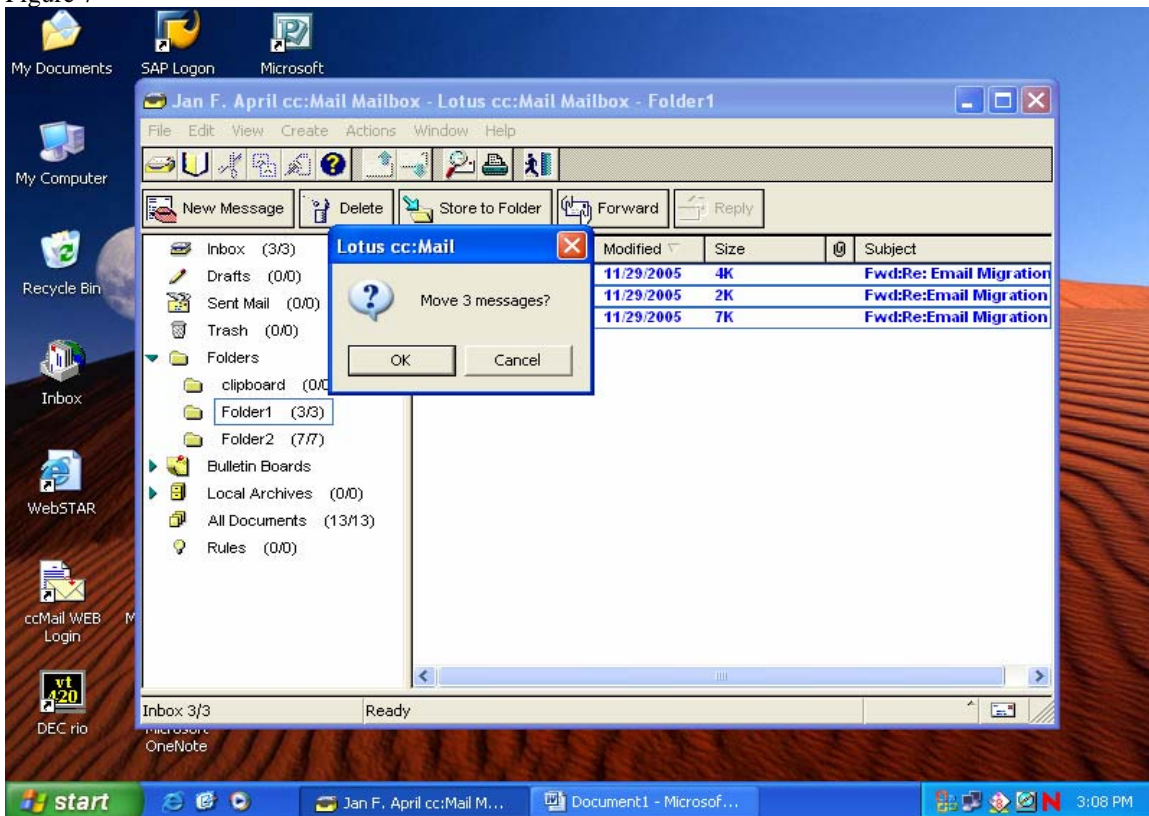 Figure 7
My Documents
SAP Logon
Microsoft
Jan F. April cc:Mail Mailbox - Lotus cc:Mail Mailbox - Folder1
File Edit View Create Actions Window Help
My Computer
New Message Delete Store to Folder Forward Reply
Recycle Bin
Inbox (3/3)
Drafts (0/0)
Sent Mail (0/0)
Trash (0/0)
Folders
clipboard (0/0
Folder1 (3/3)
Folder2 (7/7)
Bulletin Boards
Local Archives (0/0)
All Documents (13/13)
Rules (0/0)
Lotus cc:Mail
Move 3 messages?
OK Cancel
Modified Size Subject
11/29/2005 4K Fwd:Re: Email Migration
11/29/2005 2K Fwd:Re:Email Migration
11/29/2005 7K Fwd:Re:Email Migration
Inbox
WebSTAR
ccMail WEB
Login
M
vt
420
DEC rio
Inbox 3/3 Ready
OneNote
start
Jan F. April cc:Mail M...
Document1 - Microsof...
N
3:08 PM